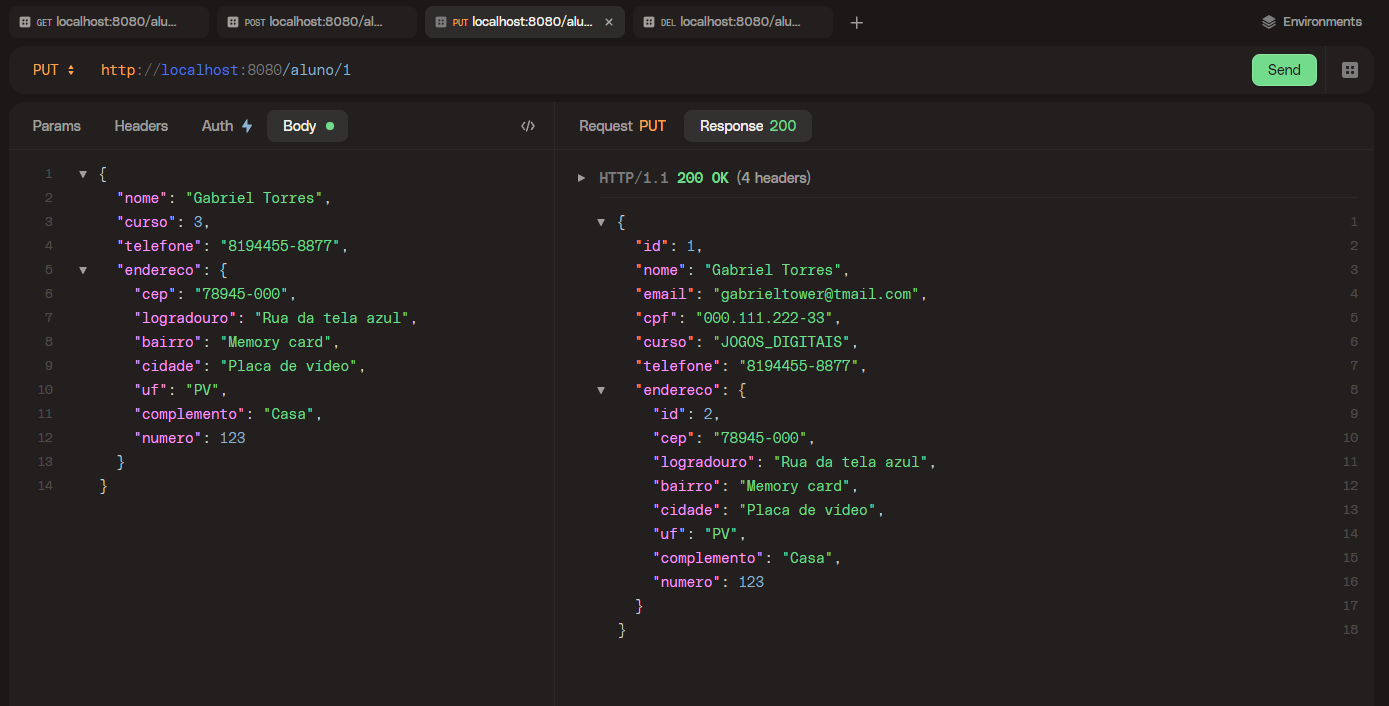 GET localhost:8080/alu... POST localhost:8080/al... PUT localhost:8080/alu... × DEL localhost:8080/alu... + Environments
PUT http://localhost:8080/aluno/1 Send
Params Headers Auth Body </>
1 {
2 "nome": "Gabriel Torres",
3 "curso": 3,
4 "telefone": "8194455-8877",
5 "endereco": {
6 "cep": "78945-000",
7 "logradouro": "Rua da tela azul",
8 "bairro": "Memory card",
9 "cidade": "Placa de vídeo",
10 "uf": "PV",
11 "complemento": "Casa",
12 "numero": 123
13 }
14 }
Request PUT Response 200
HTTP/1.1 200 OK (4 headers)
{ 1
"id": 1, 2
"nome": "Gabriel Torres", 3
"email": "gabrieltower@tmail.com", 4
"cpf": "000.111.222-33", 5
"curso": "JOGOS_DIGITAIS", 6
"telefone": "8194455-8877", 7
"endereco": { 8
"id": 2, 9
"cep": "78945-000", 10
"logradouro": "Rua da tela azul", 11
"bairro": "Memory card", 12
"cidade": "Placa de vídeo", 13
"uf": "PV", 14
"complemento": "Casa", 15
"numero": 123 16
} 17
} 18